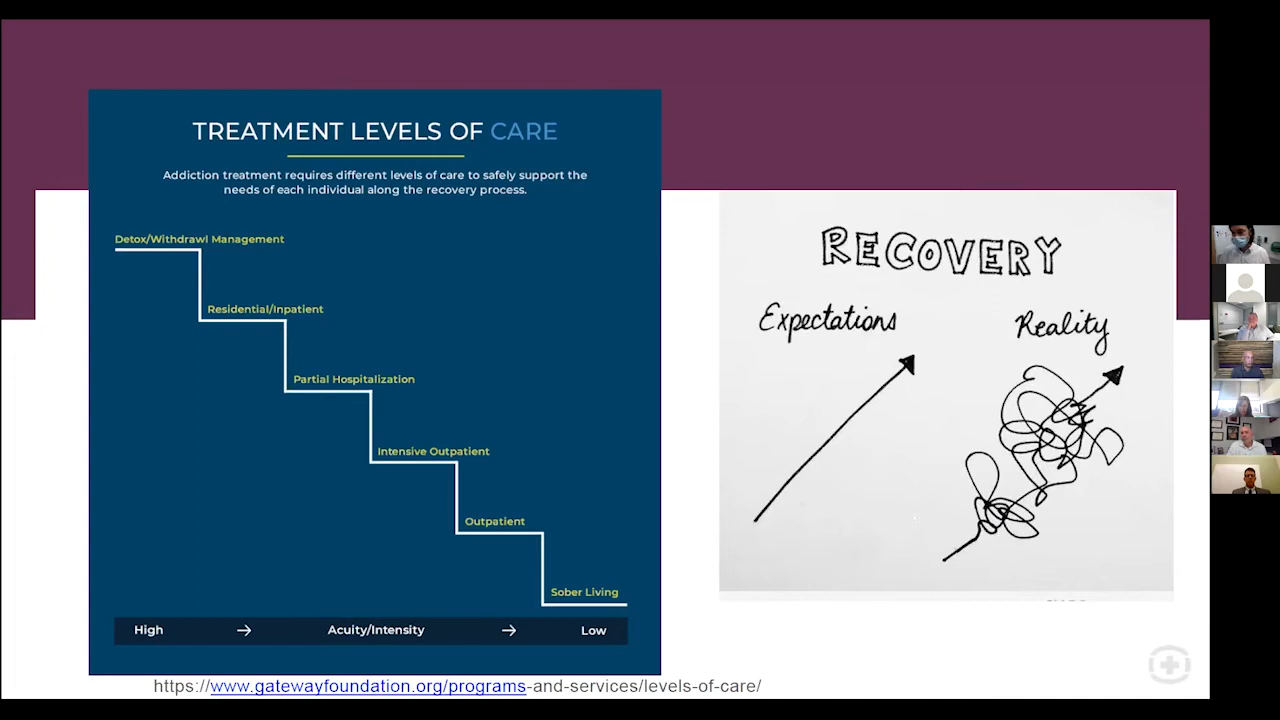 TREATMENT LEVELS OF CARE
Addiction treatment requires different levels of care to safely support the
needs of each individual along the recovery process.
Detox/Withdrawl Management
Residential/Inpatient
Partial Hospitalization
Intensive Outpatient
Outpatient
Sober Living
High → Acuity/Intensity → Low
RECOVERY
Expectations
Reality
https://www.gatewayfoundation.org/programs-and-services/levels-of-care/